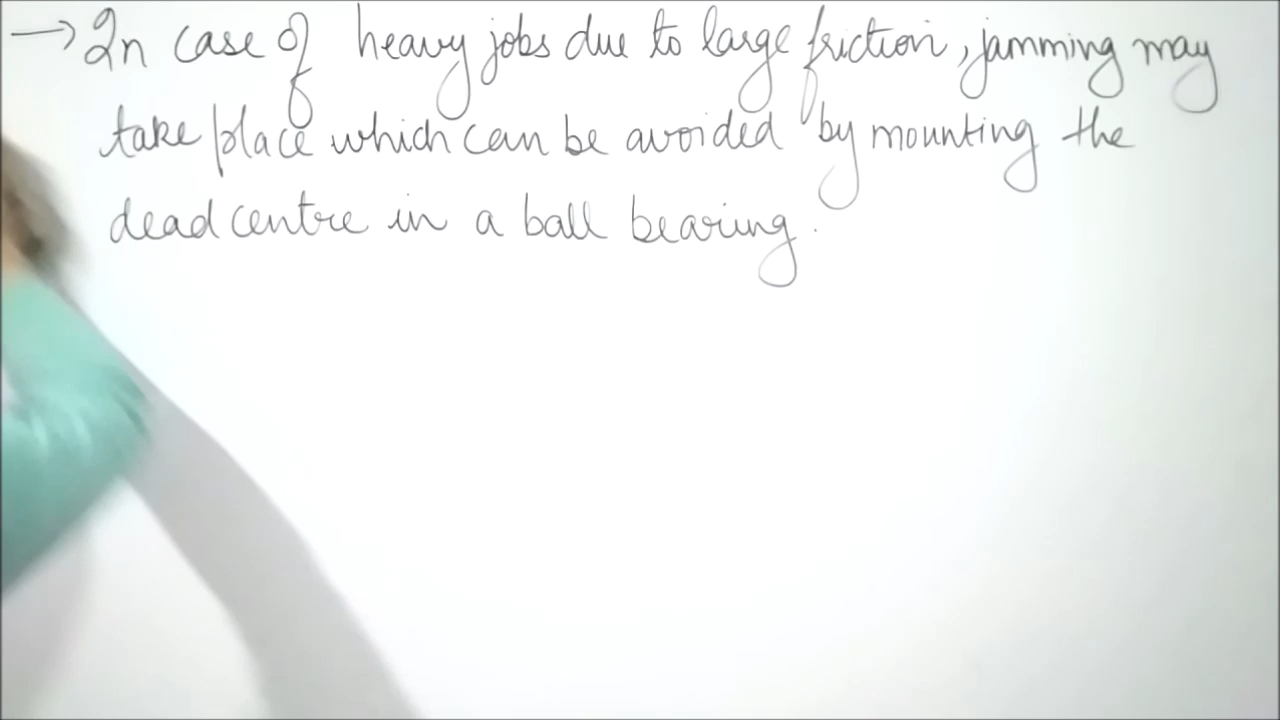 → In case of heavy jobs due to large friction, jamming may
take place which can be avoided by mounting the
dead centre in a ball bearing.